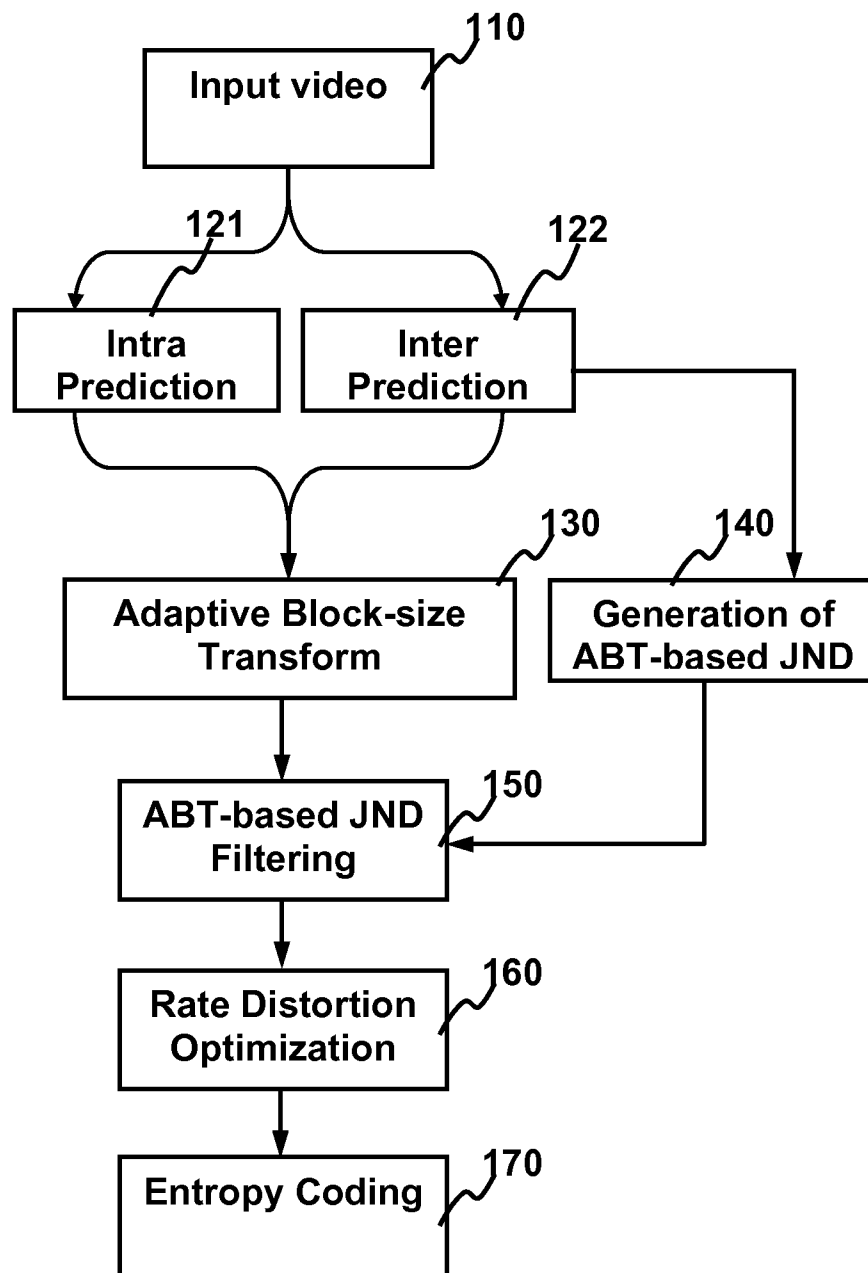 110
Input video
121
122
Intra
Prediction
Inter
Prediction
130
140
Adaptive Block-size
Transform
Generation of
ABT-based JND
150
ABT-based JND
Filtering
160
Rate Distortion
Optimization
170
Entropy Coding